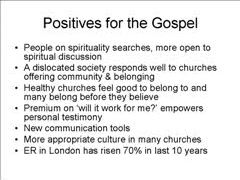 Positives for the Gospel
• People on spirituality searches, more open to
spiritual discussion
• A dislocated society responds well to churches
offering community & belonging
• Healthy churches feel good to belong to and
many belong before they believe
• Premium on ‘will it work for me?’ empowers
personal testimony
• New communication tools
• More appropriate culture in many churches
• ER in London has risen 70% in last 10 years